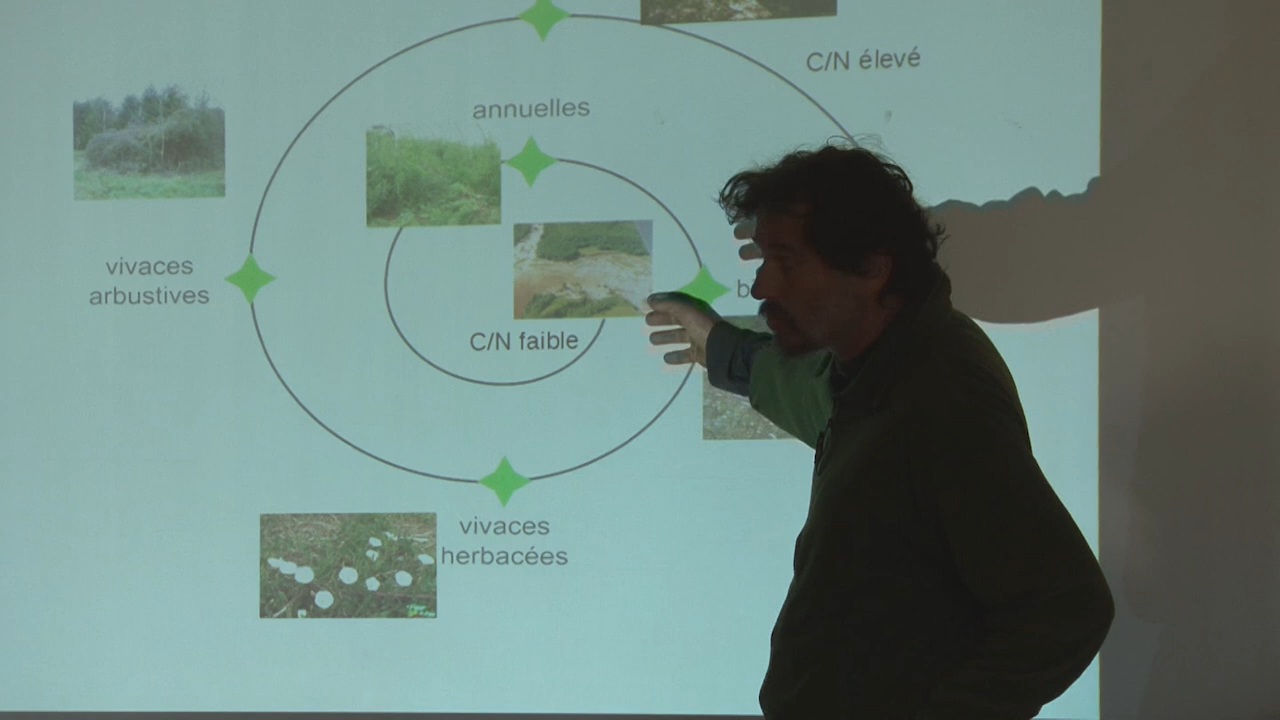 C/N élevé
annuelles
vivaces
arbustives
C/N faible
vivaces
herbacées